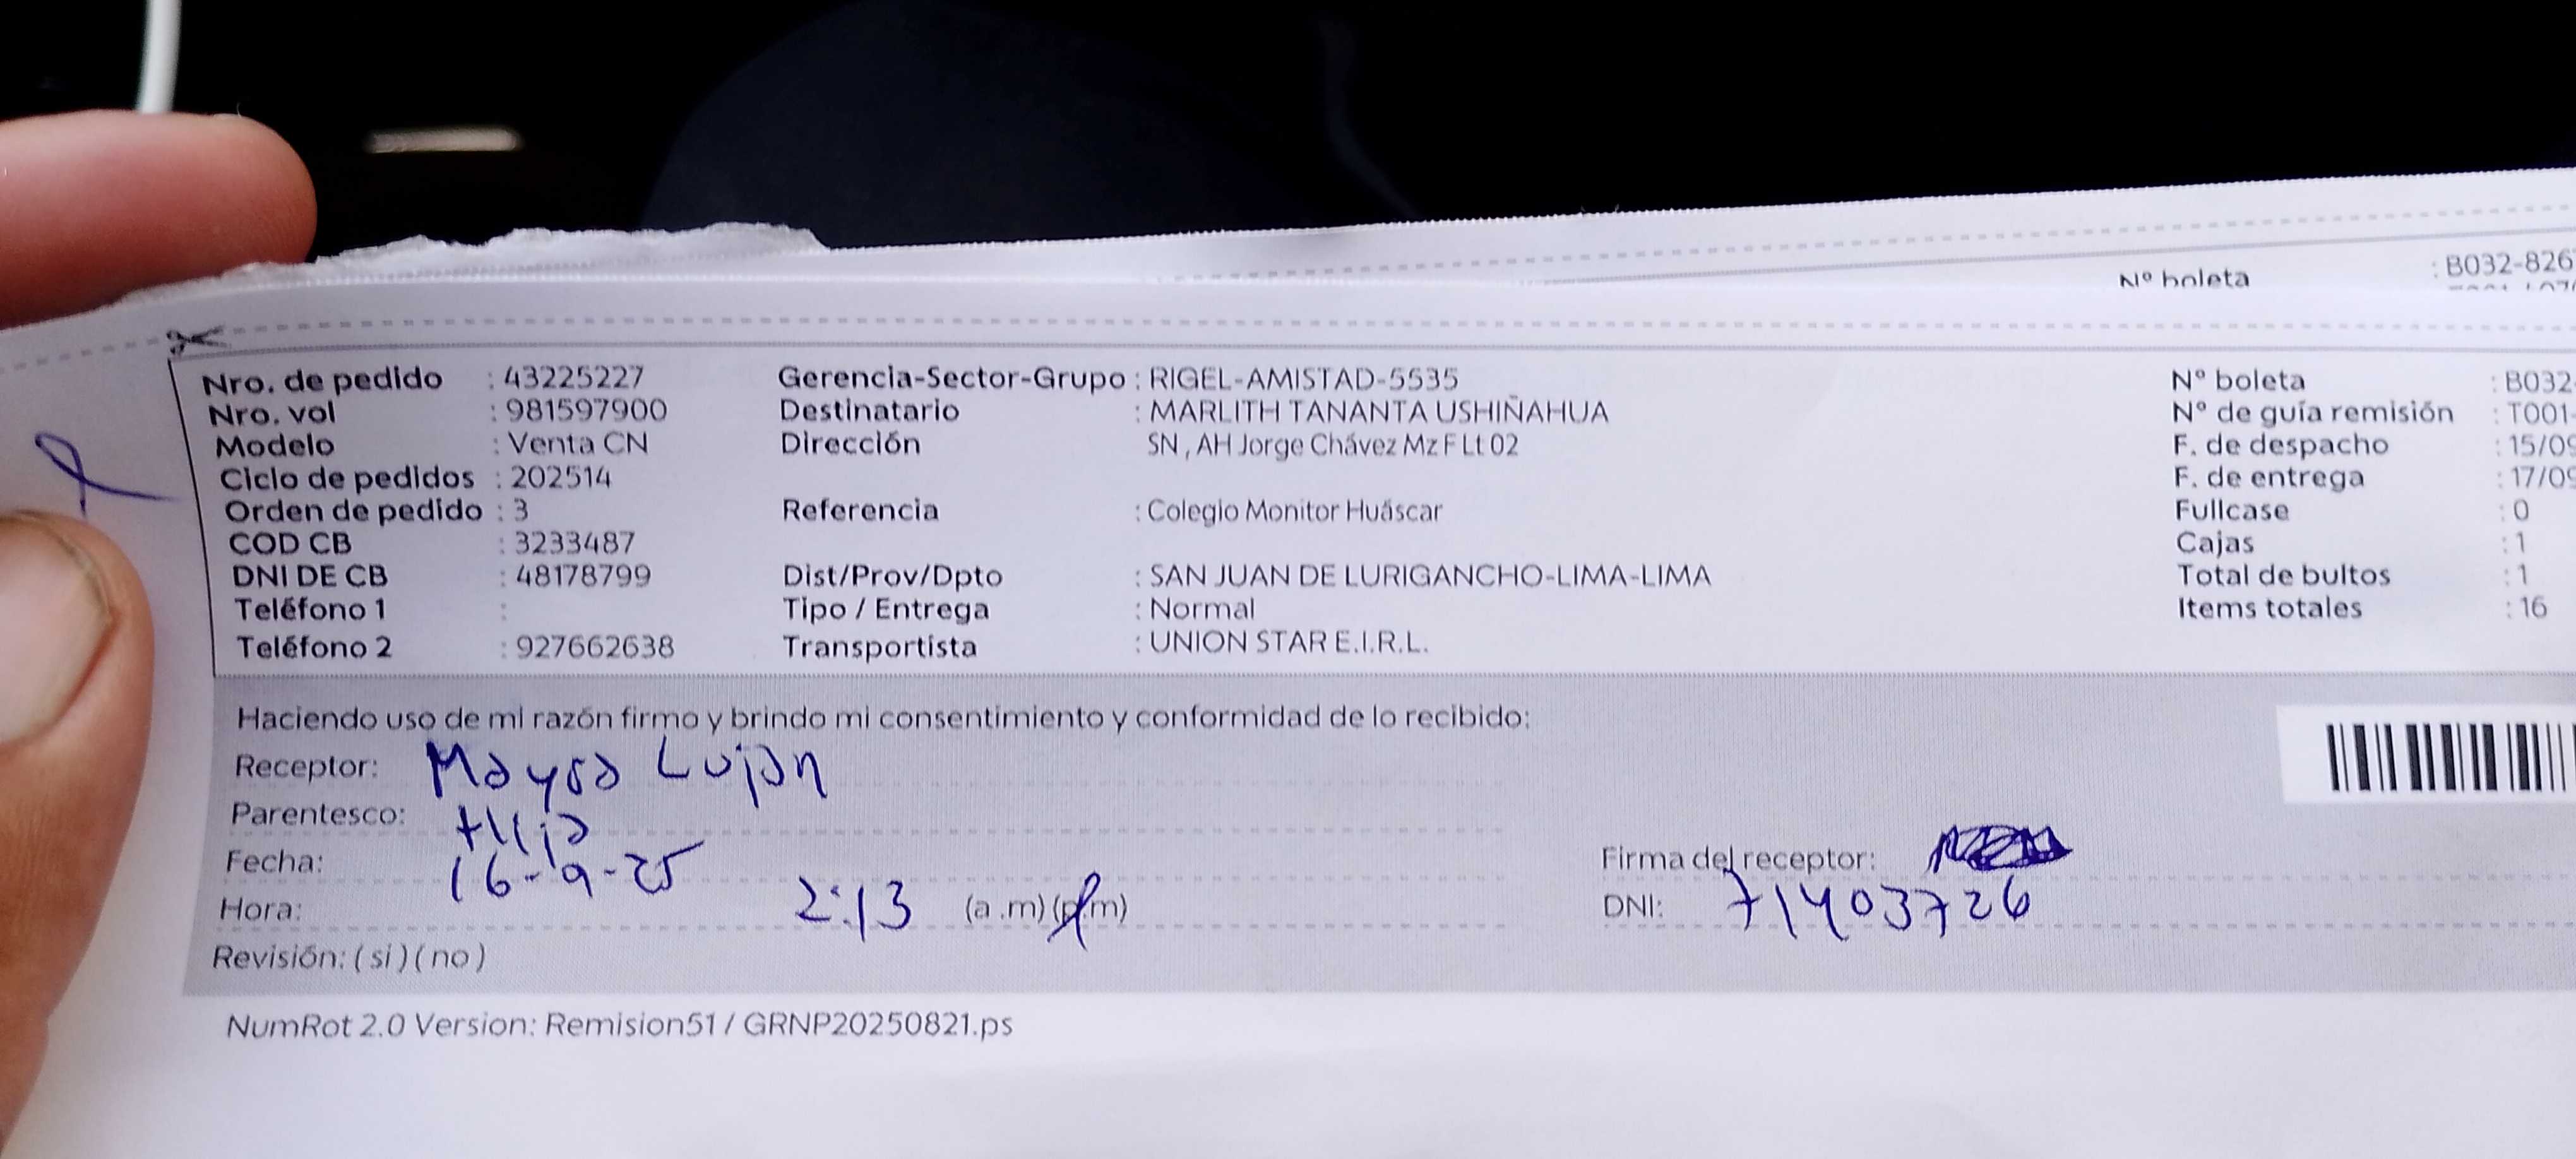 Nº boleta : B032-826
Nro. de pedido : 43225227 Gerencia-Sector-Grupo : RIGEL-AMISTAD-5535 Nº boleta : B032-
Nro. vol : 981597900 Destinatario : MARLITH TANANTA USHIÑAHUA Nº de guía remisión : T001-
Modelo : Venta CN Dirección SN , AH Jorge Chávez Mz F Lt 02 F. de despacho : 15/09
Ciclo de pedidos : 202514 F. de entrega : 17/09
Orden de pedido : 3 Referencia : Colegio Monitor Huáscar Fullcase : 0
COD CB : 3233487 Cajas : 1
DNI DE CB : 48178799 Dist/Prov/Dpto : SAN JUAN DE LURIGANCHO-LIMA-LIMA Total de bultos : 1
Teléfono 1 : Tipo / Entrega : Normal Items totales : 16
Teléfono 2 : 927662638 Transportista : UNION STAR E.I.R.L.
Haciendo uso de mi razón firmo y brindo mi consentimiento y conformidad de lo recibido:
Receptor: Mayra Lujan
Parentesco: Hija
Fecha: 16-9-25 Firma del receptor:
Hora: 2:13 (a .m) (p.m) DNI: 71403726
Revisión: ( si ) ( no )
NumRot 2.0 Version: Remision51 / GRNP20250821.ps